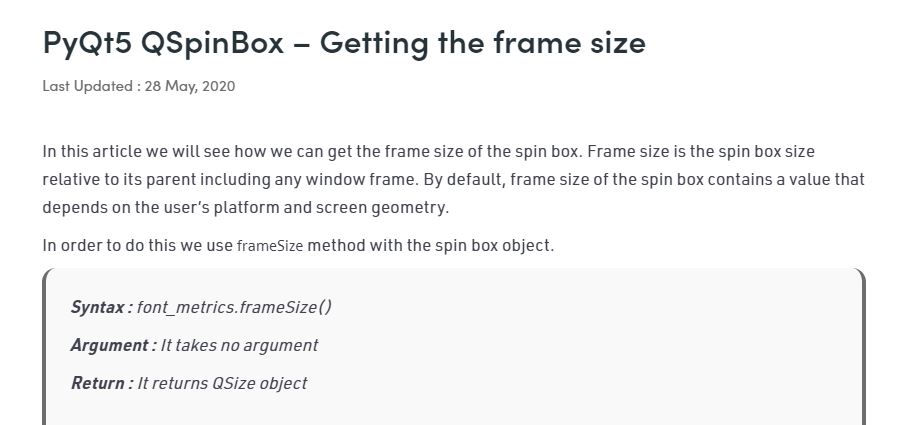 PyQt5 QSpinBox – Getting the frame size
Last Updated : 28 May, 2020
In this article we will see how we can get the frame size of the spin box. Frame size is the spin box size
relative to its parent including any window frame. By default, frame size of the spin box contains a value that
depends on the user’s platform and screen geometry.
In order to do this we use frameSize method with the spin box object.
Syntax : font_metrics.frameSize()
Argument : It takes no argument
Return : It returns QSize object